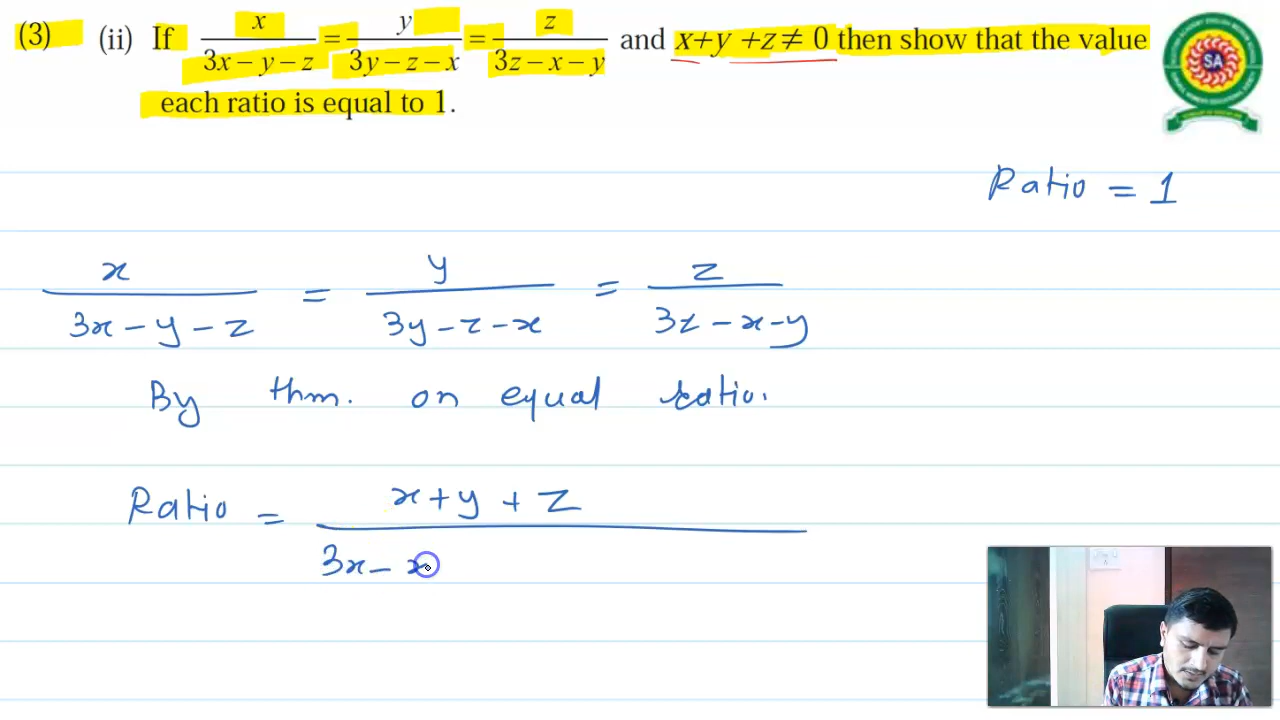 (3) (ii) If x/(3x – y – z) = y/(3y – z – x) = z/(3z – x – y) and x+y +z ≠ 0 then show that the value
each ratio is equal to 1.
SA
Ratio = 1
x/(3x – y – z) = y/(3y – z – x) = z/(3z – x – y)
By thm. on equal ratio.
Ratio = x+y + z
3x – x